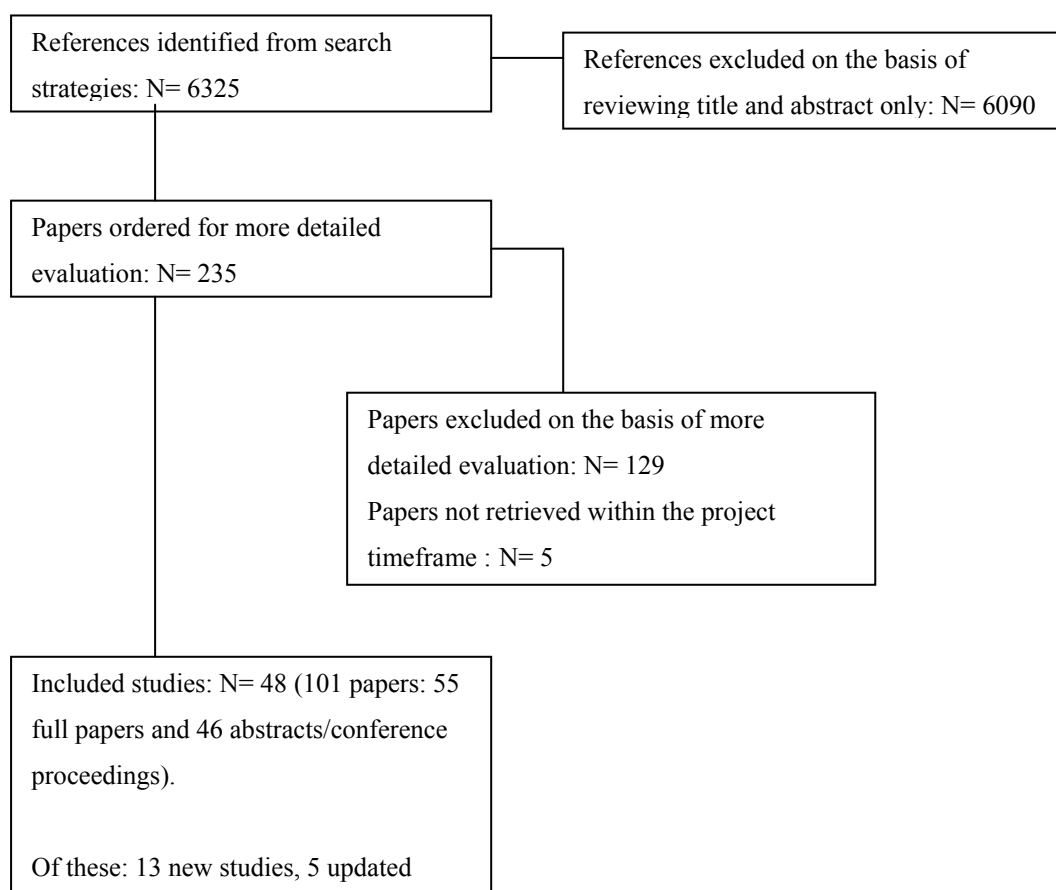 References identified from search
strategies: N= 6325
References excluded on the basis of
reviewing title and abstract only: N= 6090
Papers ordered for more detailed
evaluation: N= 235
Papers excluded on the basis of more
detailed evaluation: N= 129
Papers not retrieved within the project
timeframe : N= 5
Included studies: N= 48 (101 papers: 55
full papers and 46 abstracts/conference
proceedings).
Of these: 13 new studies, 5 updated